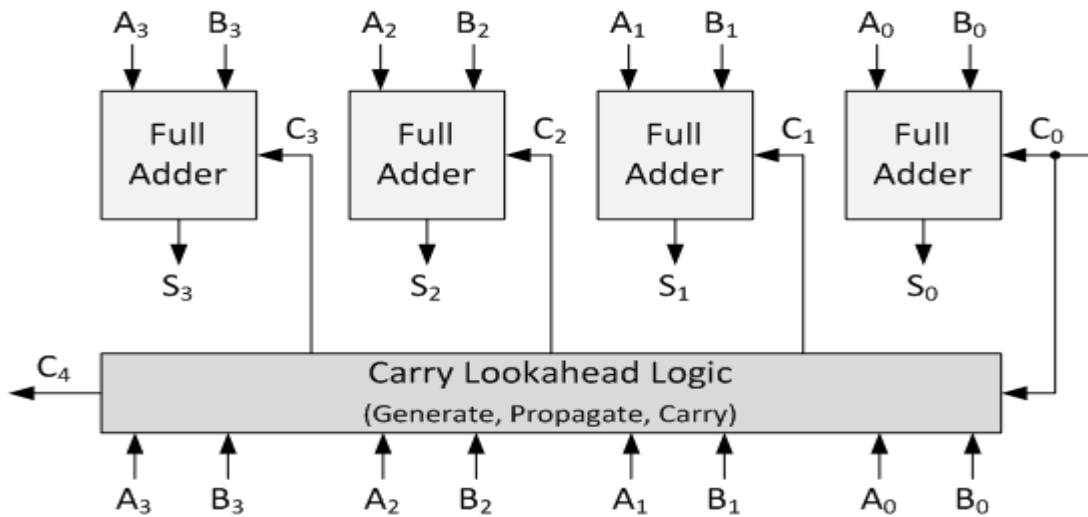 A₃ B₃ A₂ B₂ A₁ B₁ A₀ B₀
Full Adder C₃ Full Adder C₂ Full Adder C₁ Full Adder C₀
S₃ S₂ S₁ S₀
C₄
Carry Lookahead Logic
(Generate, Propagate, Carry)
A₃ B₃ A₂ B₂ A₁ B₁ A₀ B₀